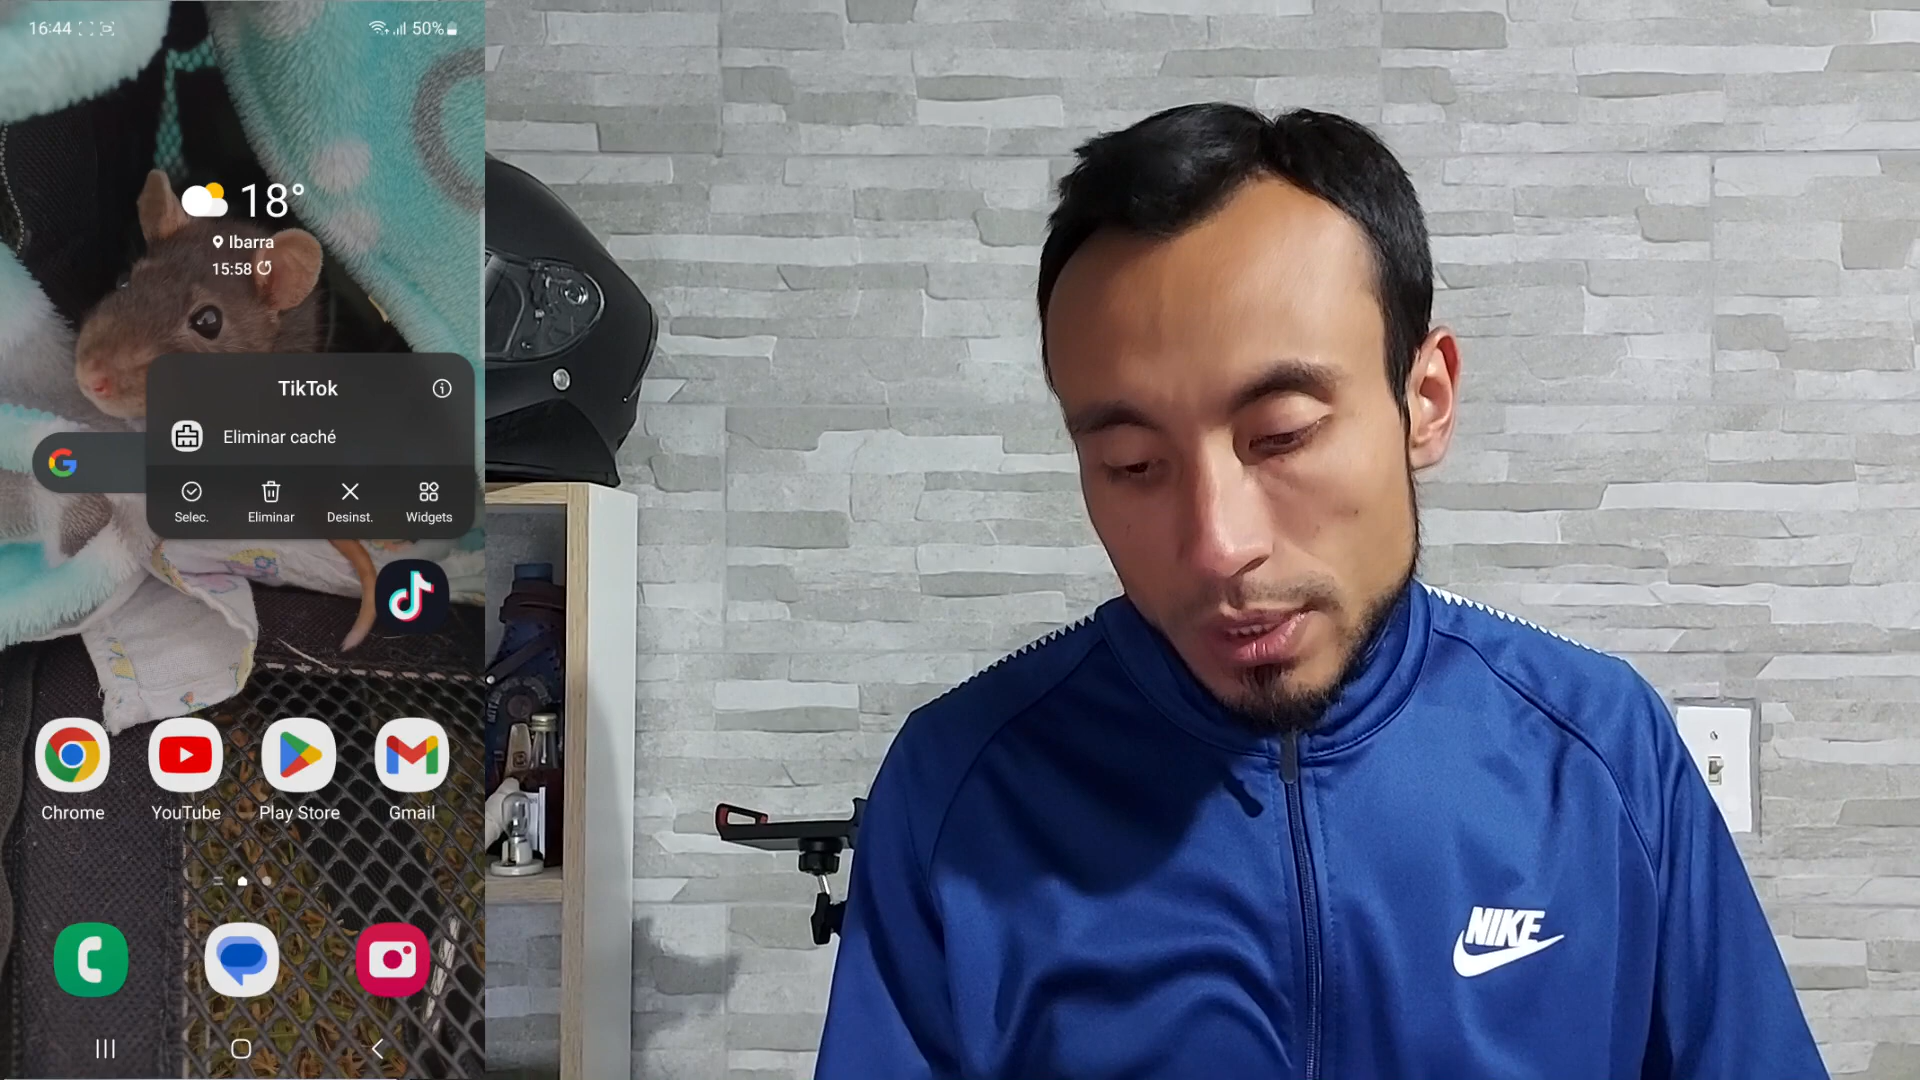 16:44
50%
18°
Ibarra
15:58
TikTok
Eliminar caché
Selec.
Eliminar
Desinst.
Widgets
Chrome
YouTube
Play Store
Gmail
NIKE